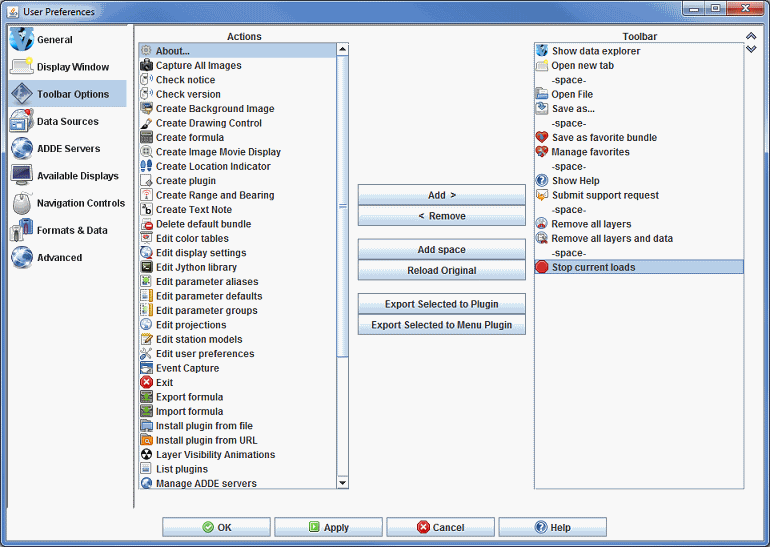 User Preferences
General
Display Window
Toolbar Options
Data Sources
ADDE Servers
Available Displays
Navigation Controls
Formats & Data
Advanced
Actions
About...
Capture All Images
Check notice
Check version
Create Background Image
Create Drawing Control
Create formula
Create Image Movie Display
Create Location Indicator
Create plugin
Create Range and Bearing
Create Text Note
Delete default bundle
Edit color tables
Edit display settings
Edit Jython library
Edit parameter aliases
Edit parameter defaults
Edit parameter groups
Edit projections
Edit station models
Edit user preferences
Event Capture
Exit
Export formula
Import formula
Install plugin from file
Install plugin from URL
Layer Visibility Animations
List plugins
Manage ADDE servers
Add >
< Remove
Add space
Reload Original
Export Selected to Plugin
Export Selected to Menu Plugin
Toolbar
Show data explorer
Open new tab
-space-
Open File
Save as...
-space-
Save as favorite bundle
Manage favorites
-space-
Show Help
Submit support request
-space-
Remove all layers
Remove all layers and data
-space-
Stop current loads
OK
Apply
Cancel
Help